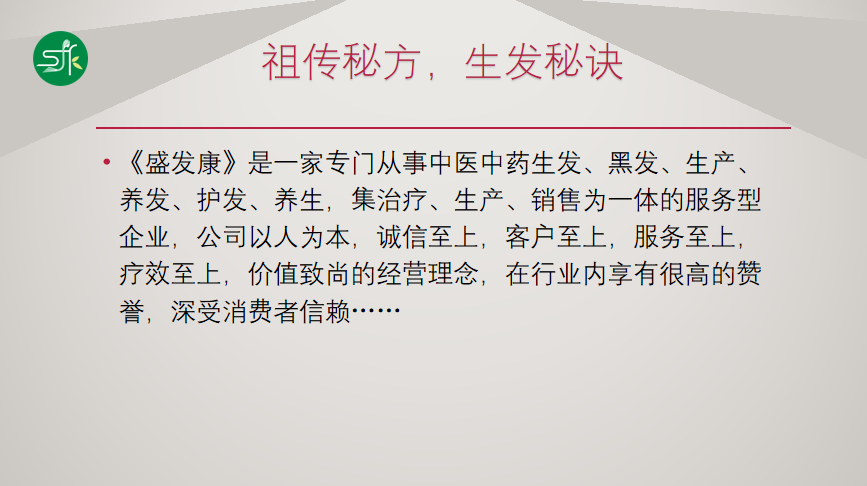 祖传秘方，生发秘诀
《盛发康》是一家专门从事中医中药生发、黑发、生产、
养发、护发、养生，集治疗、生产、销售为一体的服务型
企业，公司以人为本，诚信至上，客户至上，服务至上，
疗效至上，价值致尚的经营理念，在行业内享有很高的赞
誉，深受消费者信赖……